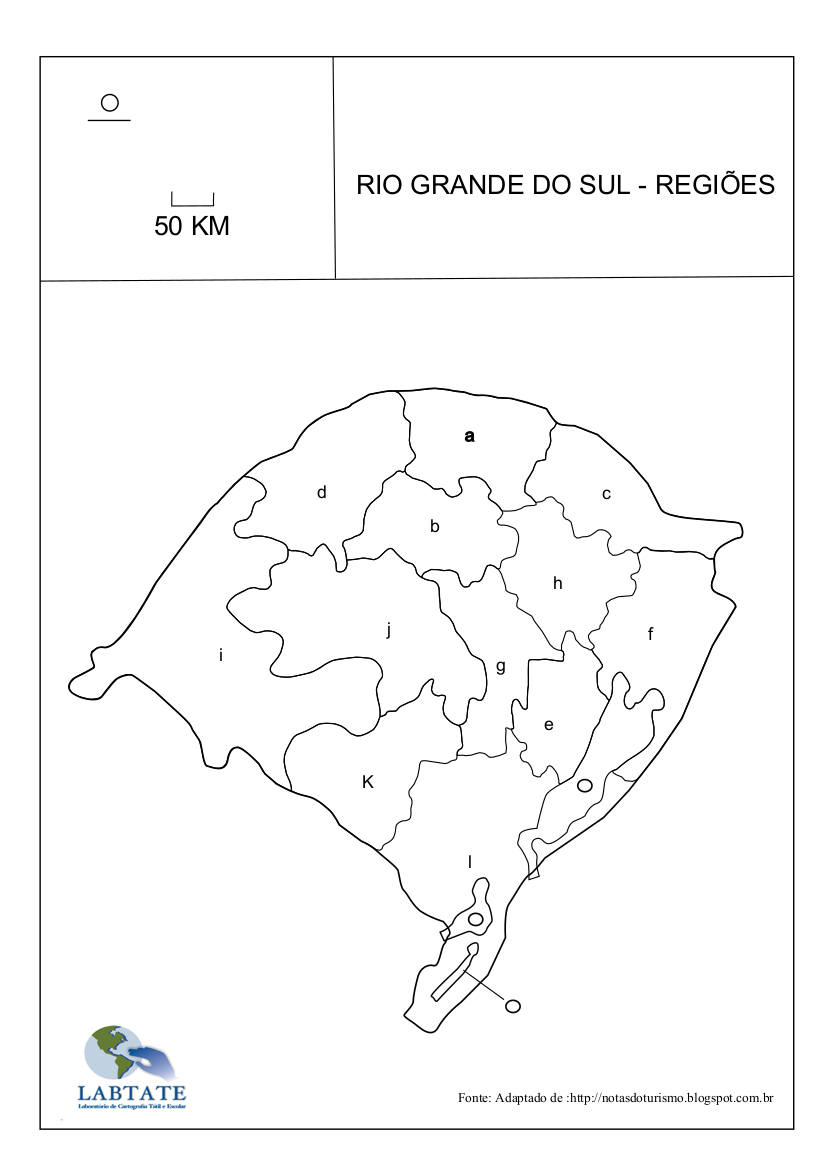 RIO GRANDE DO SUL - REGIÕES
50 KM
a
d
c
b
h
j
f
i
g
e
K
l
LABTATE
Laboratório de Cartografia Tátil e Escolar
Fonte: Adaptado de :http://notasdoturismo.blogspot.com.br